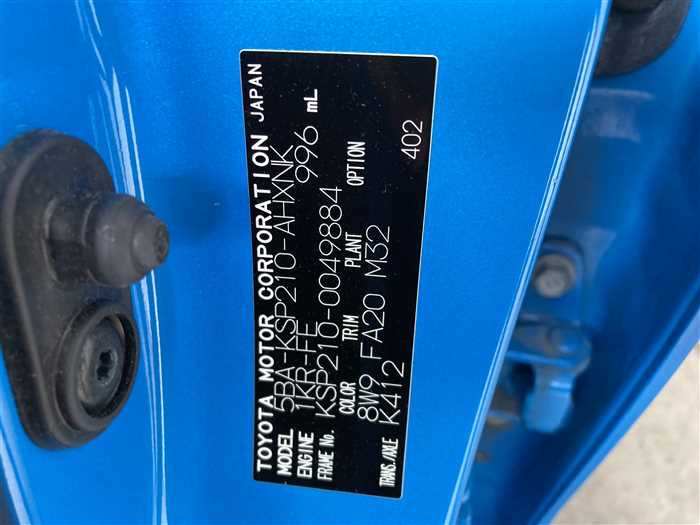 TOYOTA MOTOR CORPORATION JAPAN
MODEL 5BA-KSP210-AHXNK
ENGINE 1KR-FE 996 mL
FRAME No. KSP210-0049884
COLOR TRIM PLANT OPTION
8W9 FA20 M32
TRANS./AXLE K412 402